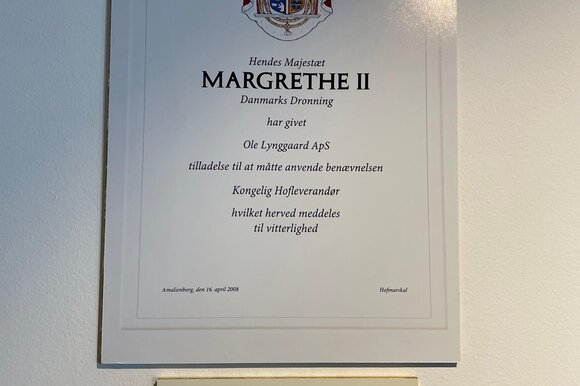 Hendes Majestæt
MARGRETHE II
Danmarks Dronning
har givet
Ole Lynggaard ApS
tilladelse til at måtte anvende benævnelsen
Kongelig Hofleverandør
hvilket herved meddeles
til vitterlighed
Amalienborg, den 16. april 2008 Hofmarskal